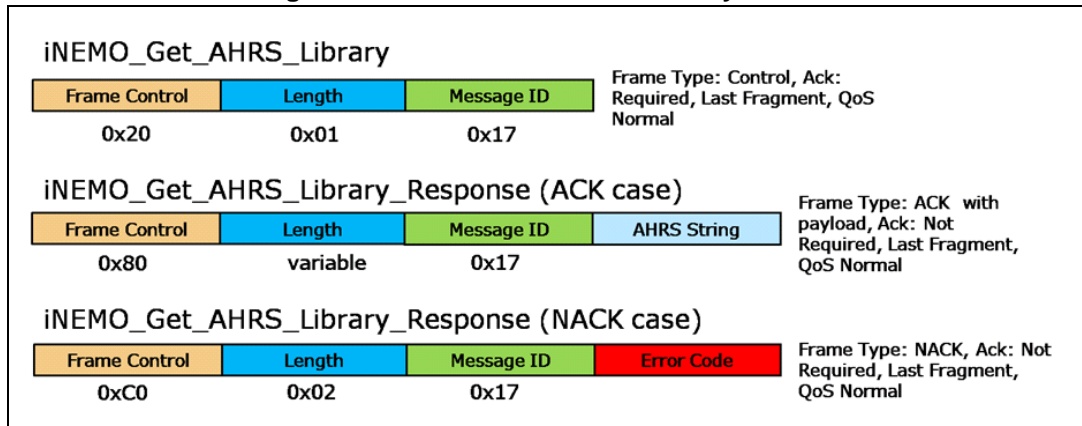 iNEMO_Get_AHRS_Library
Frame Control Length Message ID
0x20 0x01 0x17
Frame Type: Control, Ack:
Required, Last Fragment, QoS
Normal
iNEMO_Get_AHRS_Library_Response (ACK case)
Frame Control Length Message ID AHRS String
0x80 variable 0x17
Frame Type: ACK with
payload, Ack: Not
Required, Last Fragment,
QoS Normal
iNEMO_Get_AHRS_Library_Response (NACK case)
Frame Control Length Message ID Error Code
0xC0 0x02 0x17
Frame Type: NACK, Ack: Not
Required, Last Fragment,
QoS Normal